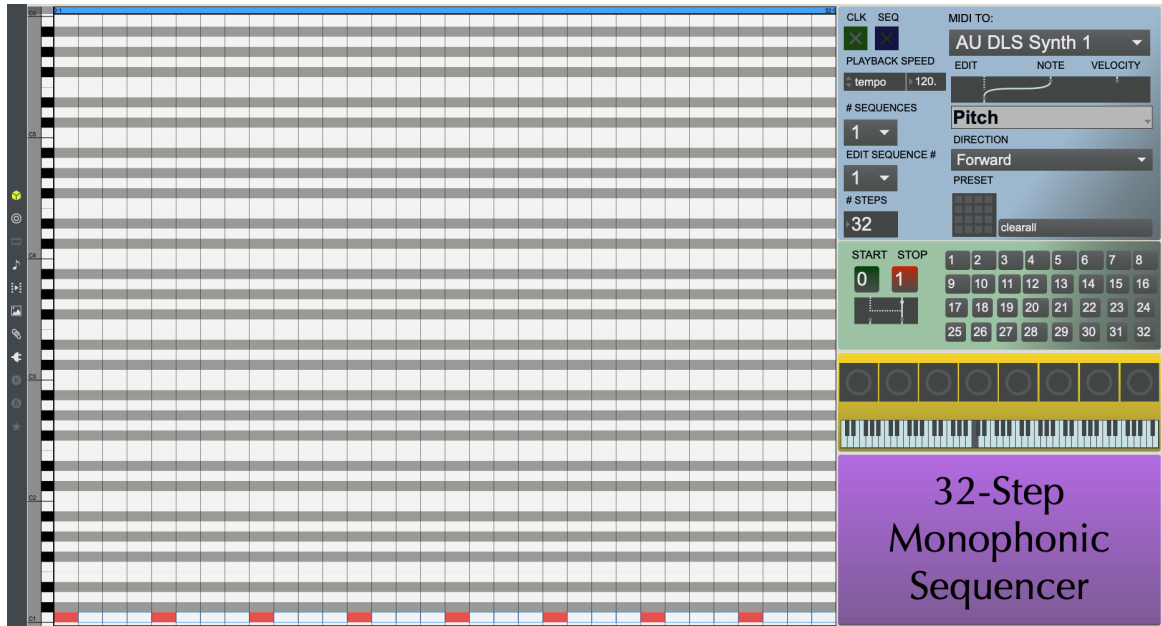 C6
1
32
C5
C4
C3
C2
C1
CLK SEQ
MIDI TO:
AU DLS Synth 1
PLAYBACK SPEED
tempo 120.
EDIT NOTE VELOCITY
# SEQUENCES
1
Pitch
DIRECTION
EDIT SEQUENCE #
1
Forward
PRESET
# STEPS
32
clearall
START STOP
0 1
1 2 3 4 5 6 7 8
9 10 11 12 13 14 15 16
17 18 19 20 21 22 23 24
25 26 27 28 29 30 31 32
32-Step
Monophonic
Sequencer